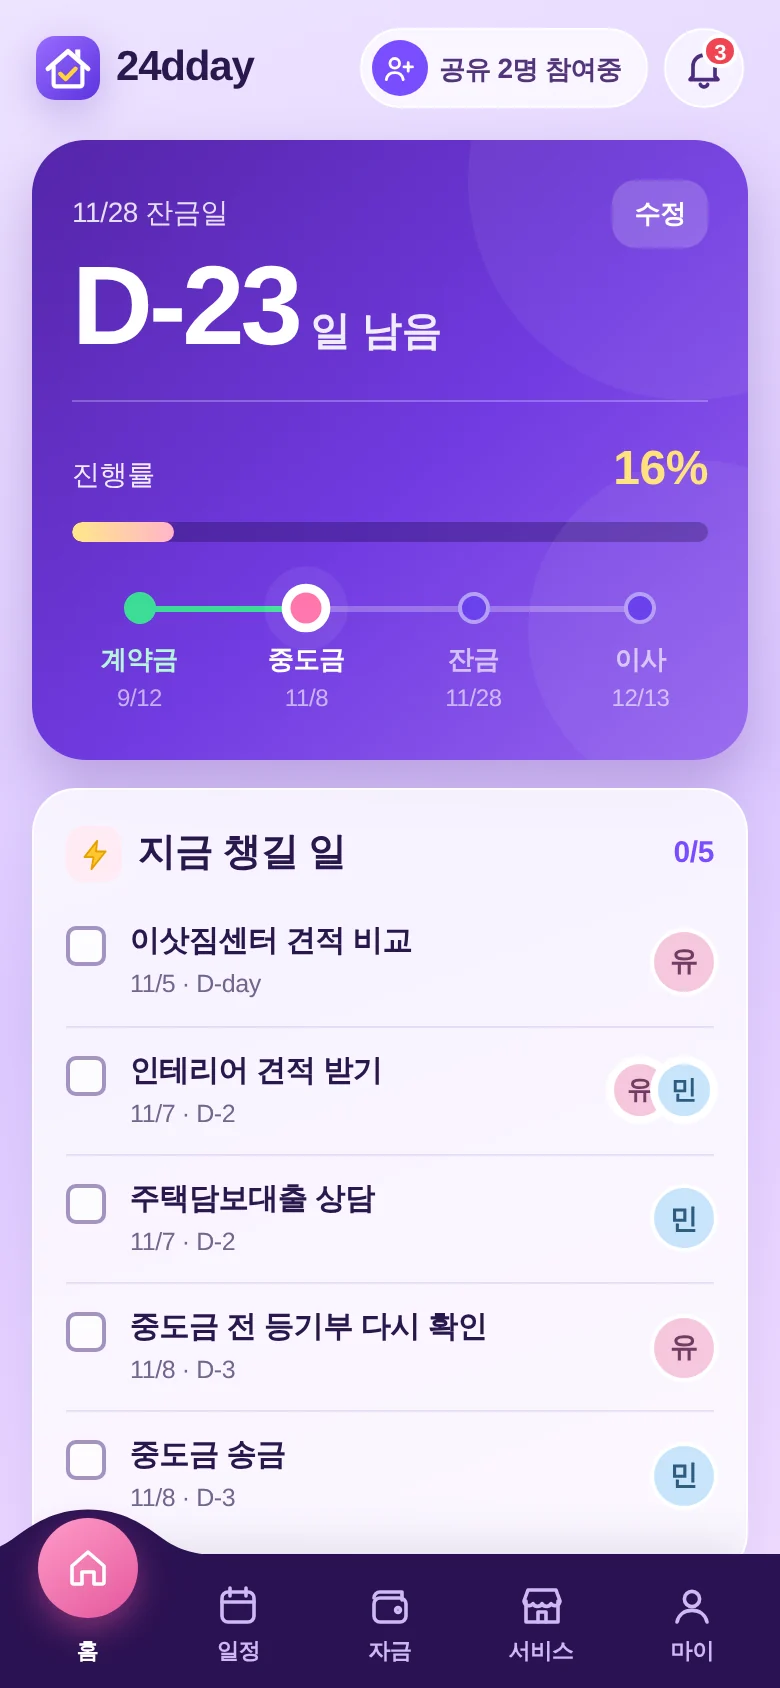 24dday
공유 2명 참여중
3
11/28 잔금일
수정
D-23 일 남음
진행률
16%
계약금
중도금
잔금
이사
9/12
11/8
11/28
12/13
지금 챙길 일
0/5
이삿짐센터 견적 비교
11/5 · D-day
유
인테리어 견적 받기
11/7 · D-2
유 민
주택담보대출 상담
11/7 · D-2
민
중도금 전 등기부 다시 확인
11/8 · D-3
유
중도금 송금
11/8 · D-3
민
홈
일정
자금
서비스
마이